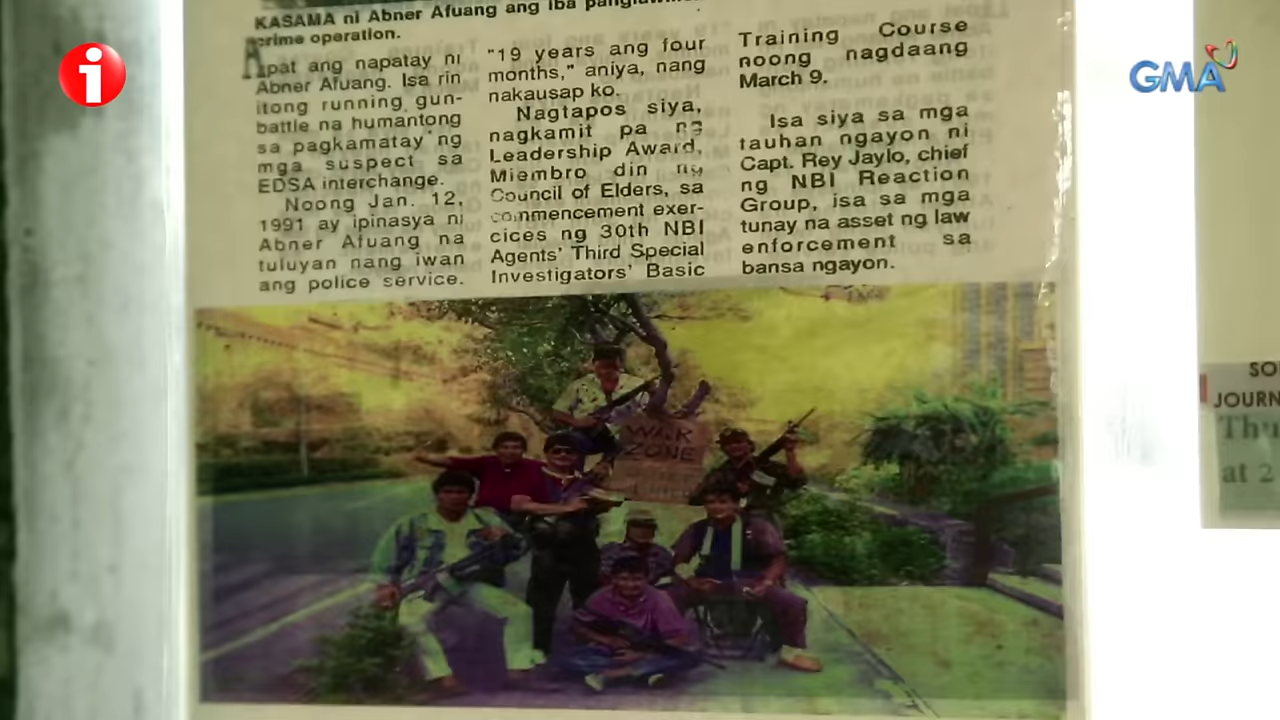 KASAMA ni Abner Afuang ang iba
crime operation.
Apat ang napatay ni
Abner Afuang. Isa rin
itong running gun-
battle na humantong
sa pagkamatay ng
mga suspect sa
EDSA interchange.
Noong Jan. 12,
1991 ay ipinasya ni
Abner Afuang na
tuluyan nang iwan
ang police service.
"19 years ang four
months," aniya, nang
nakausap ko.
Nagtapos siya,
nagkamit pa ng
Leadership Award,
Miembro din ng
Council of Elders, sa
commencement exer-
cices ng 30th NBI
Agents' Third Special
Investigators' Basic
Training Course
noong nagdaang
March 9.
Isa siya sa mga
tauhan ngayon ni
Capt. Rey Jaylo, chief
ng NBI Reaction
Group, isa sa mga
tunay na asset ng law
enforcement sa
bansa ngayon.
WAR
ZONE
i
GMA
SO
JOURN
Thu
at 2